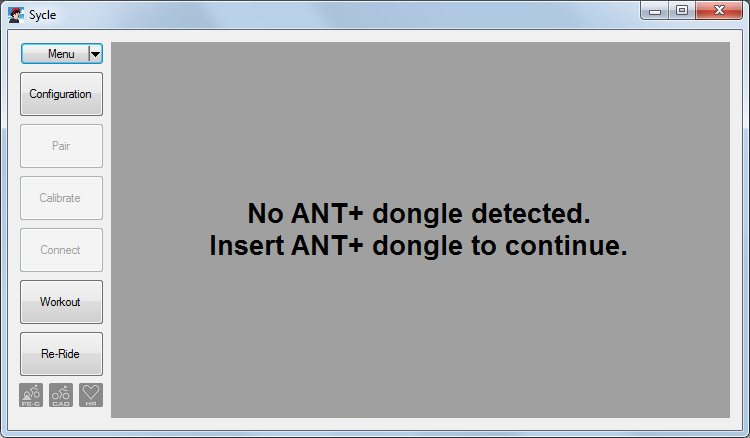 Sycle
Menu
Configuration
Pair
Calibrate
Connect
Workout
Re-Ride
FE-C
CAD
HR
No ANT+ dongle detected.
Insert ANT+ dongle to continue.